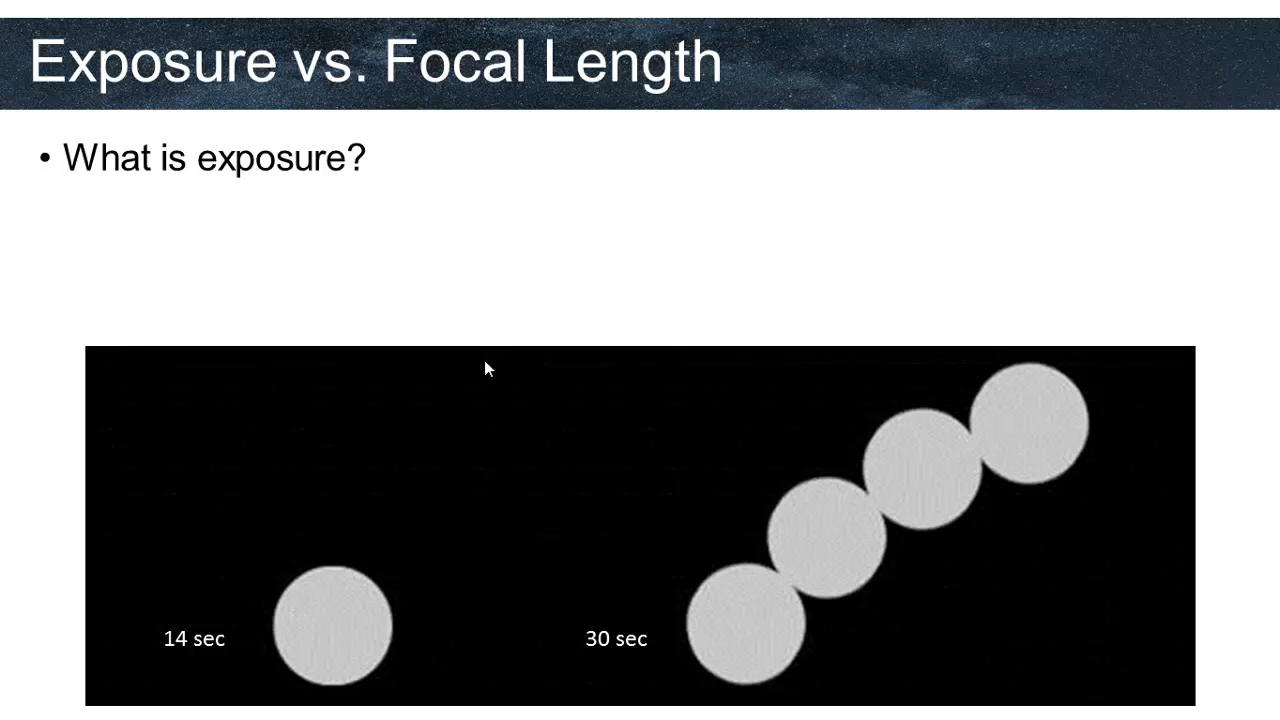 Exposure vs. Focal Length
• What is exposure?
14 sec
30 sec